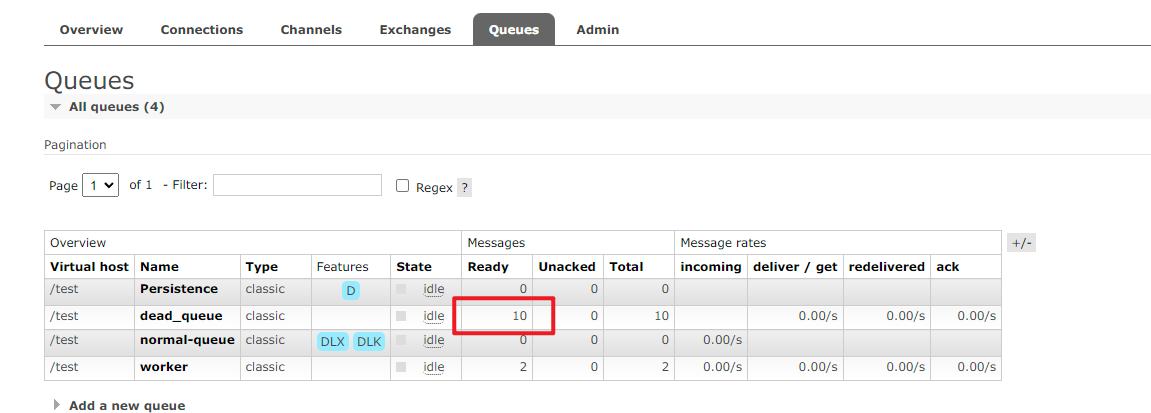 Overview Connections Channels Exchanges Queues Admin
Queues
All queues (4)
Pagination
Page 1 of 1 - Filter: Regex ?
Overview Messages Message rates +/-
Virtual host Name Type Features State Ready Unacked Total incoming deliver / get redelivered ack
/test Persistence classic D idle 0 0 0
/test dead_queue classic idle 10 0 10 0.00/s 0.00/s 0.00/s
/test normal-queue classic DLX DLK idle 0 0 0 0.00/s
/test worker classic idle 2 0 2 0.00/s 0.00/s 0.00/s 0.00/s
Add a new queue